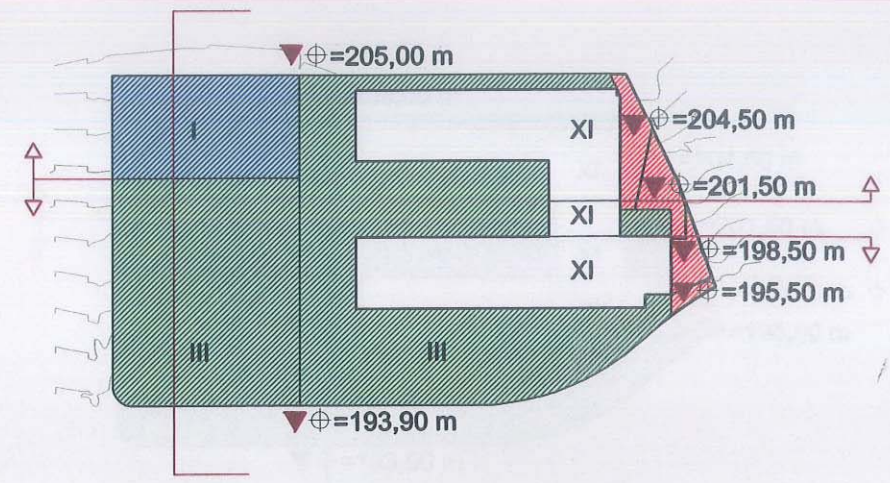 ⌖=205,00 m
I
XI
⌖=204,50 m
⌖=201,50 m
XI
⌖=198,50 m
XI
⌖=195,50 m
III
III
⌖=193,90 m